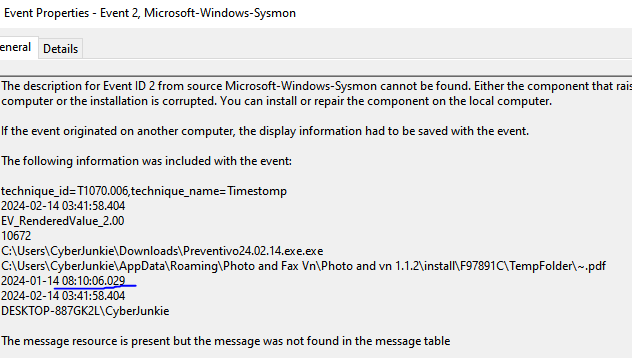 Event Properties - Event 2, Microsoft-Windows-Sysmon
eneral
Details
The description for Event ID 2 from source Microsoft-Windows-Sysmon cannot be found. Either the component that rai
computer or the installation is corrupted. You can install or repair the component on the local computer.
If the event originated on another computer, the display information had to be saved with the event.
The following information was included with the event:
technique_id=T1070.006,technique_name=Timestomp
2024-02-14 03:41:58.404
EV_RenderedValue_2.00
10672
C:\Users\CyberJunkie\Downloads\Preventivo24.02.14.exe.exe
C:\Users\CyberJunkie\AppData\Roaming\Photo and Fax Vn\Photo and vn 1.1.2\install\F97891C\TempFolder\~.pdf
2024-01-14 08:10:06.029
2024-02-14 03:41:58.404
DESKTOP-887GK2L\CyberJunkie
The message resource is present but the message was not found in the message table